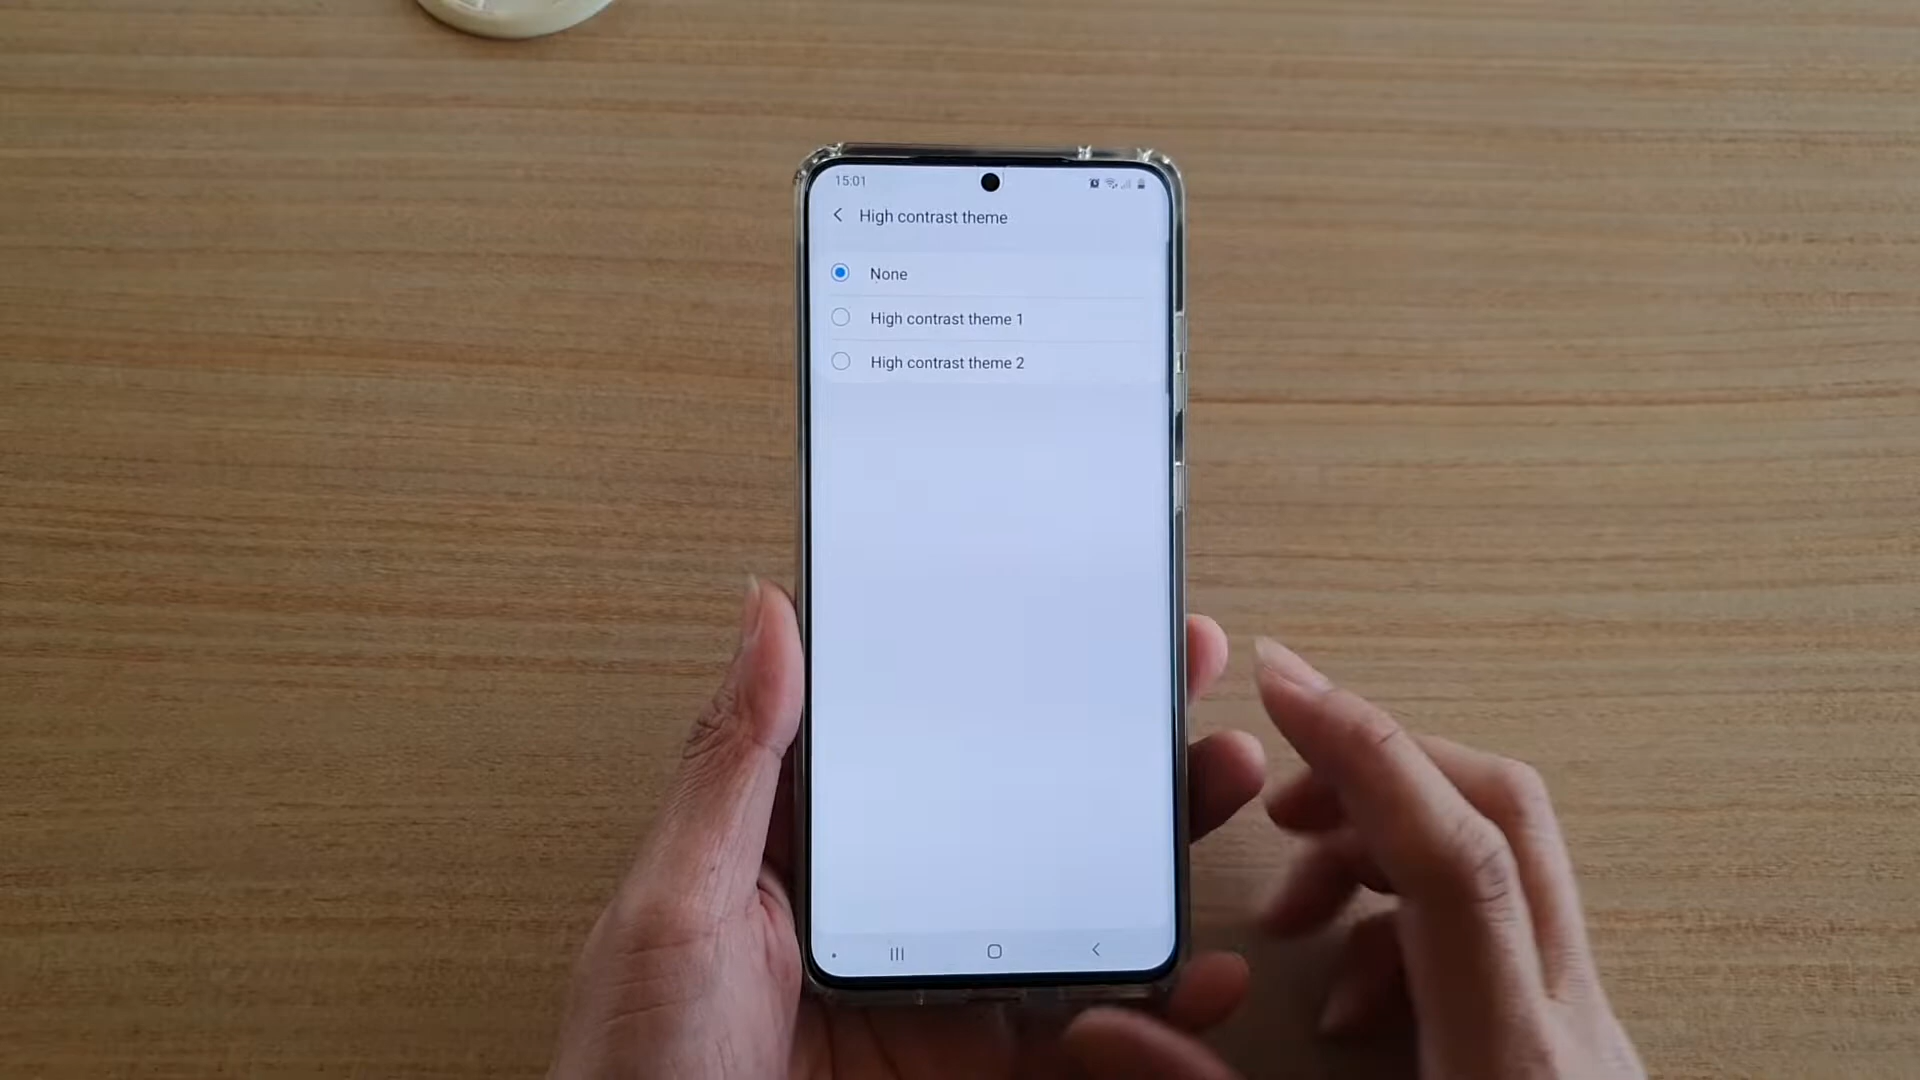 15:01
High contrast theme
None
High contrast theme 1
High contrast theme 2